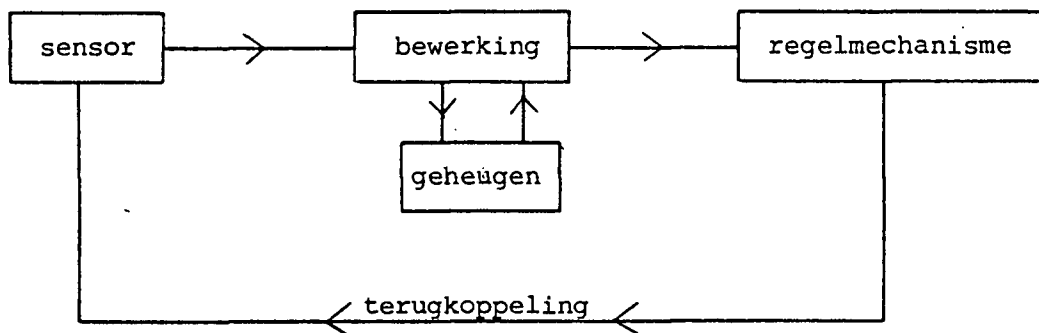 sensor
bewerking
regelmechanisme
geheugen
terugkoppeling